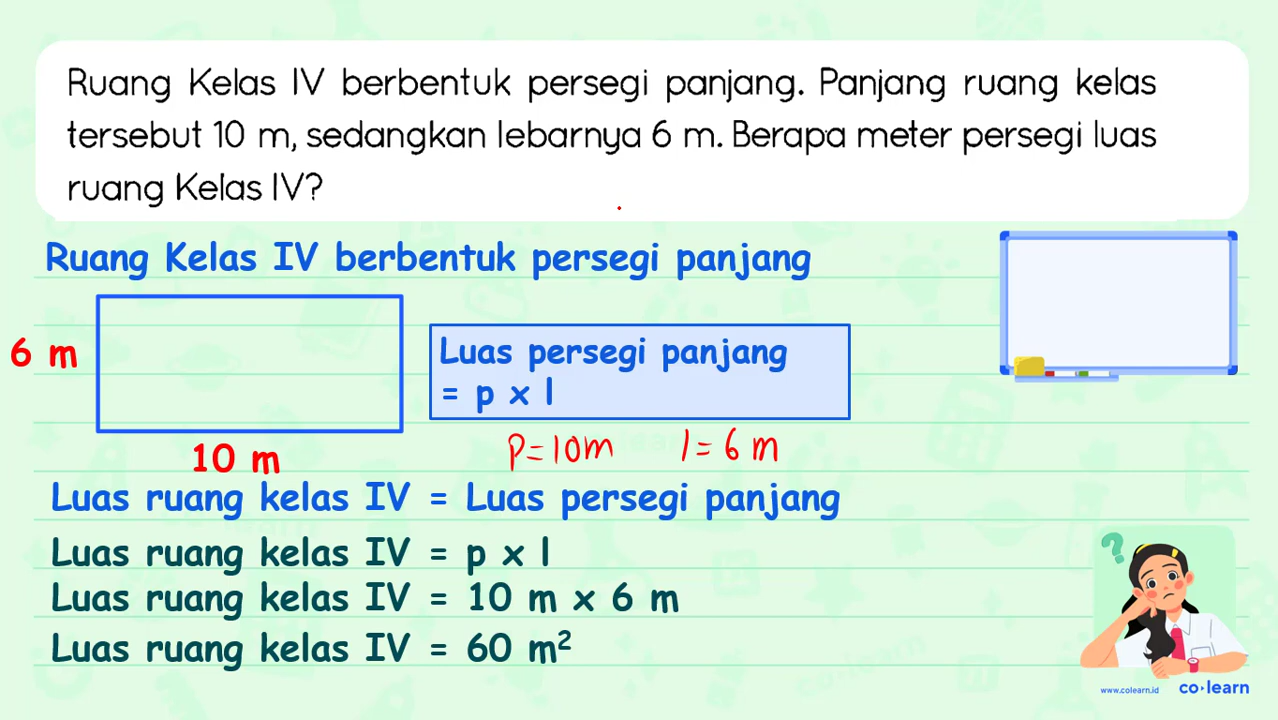 Ruang Kelas IV berbentuk persegi panjang. Panjang ruang kelas
tersebut 10 m, sedangkan lebarnya 6 m. Berapa meter persegi luas
ruang Kelas IV?
Ruang Kelas IV berbentuk persegi panjang
6 m
Luas persegi panjang
= p x l
10 m
p = 10 m l = 6 m
Luas ruang kelas IV = Luas persegi panjang
Luas ruang kelas IV = p x l
Luas ruang kelas IV = 10 m x 6 m
Luas ruang kelas IV = 60 m²
?
www.colearn.id co·learn